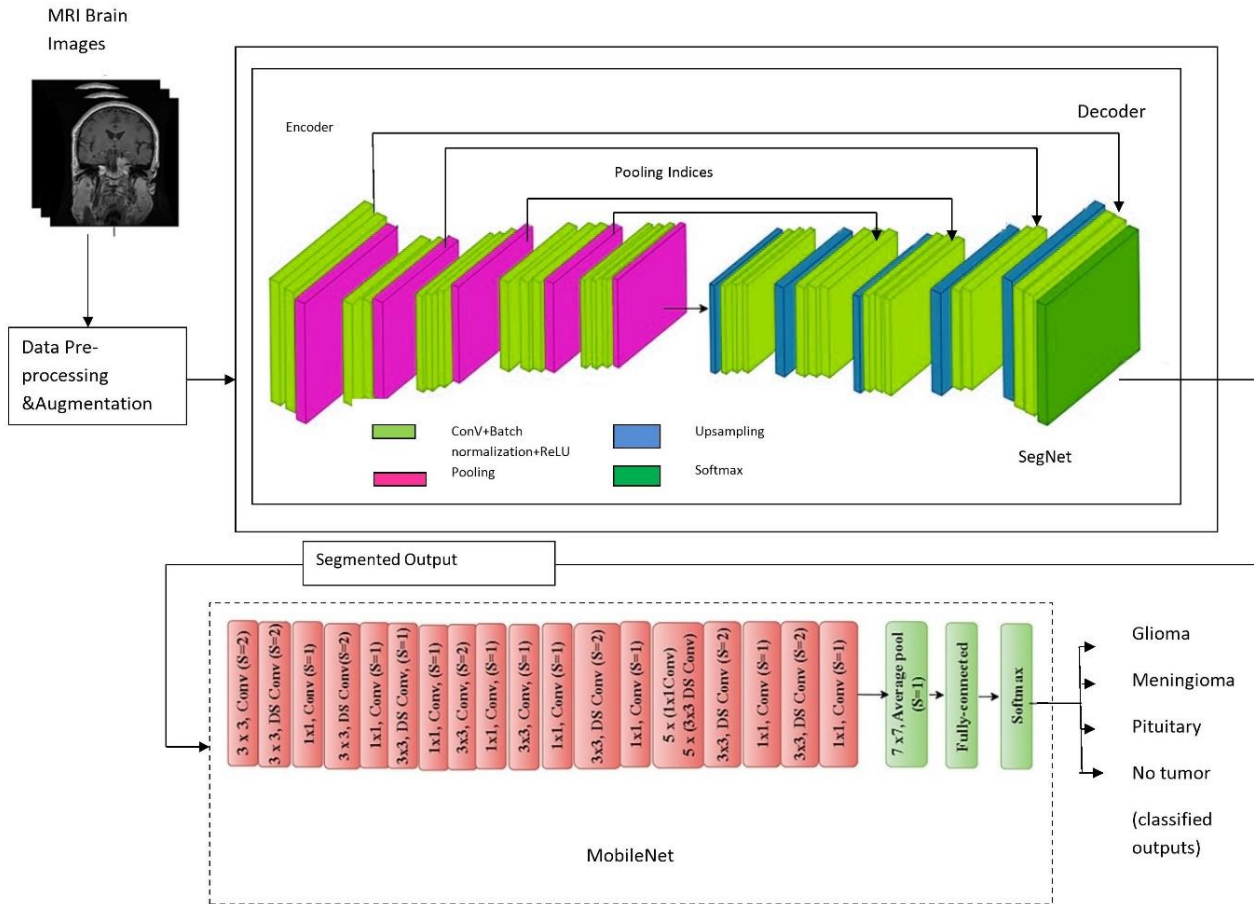 MRI Brain
Images
Encoder
Decoder
Pooling Indices
Data Pre-
processing
&Augmentation
ConV+Batch
normalization+ReLU
Pooling
Upsampling
Softmax
SegNet
Segmented Output
3 x 3, Conv (S=2)
3 x 3, DS Conv (S=2)
1x1, Conv (S=1)
3 x 3, DS Conv(S=2)
1x1, Conv (S=1)
3x3, DS Conv, (S=1)
1x1, Conv, (S=1)
3x3, Conv, (S=2)
1x1, Conv, (S=1)
3x3, Conv, (S=1)
1x1, Conv (S=1)
3x3, DS Conv (S=2)
1x1, Conv (S=1)
5 x (1x1Conv)
5 x (3x3 DS Conv)
3x3, DS Conv (S=2)
1x1, Conv (S=1)
3x3, DS Conv (S=2)
1x1, Conv (S=1)
7 x7, Average pool
(S=1)
Fully-connected
Softmax
Glioma
Meningioma
Pituitary
No tumor
(classified
outputs)
MobileNet